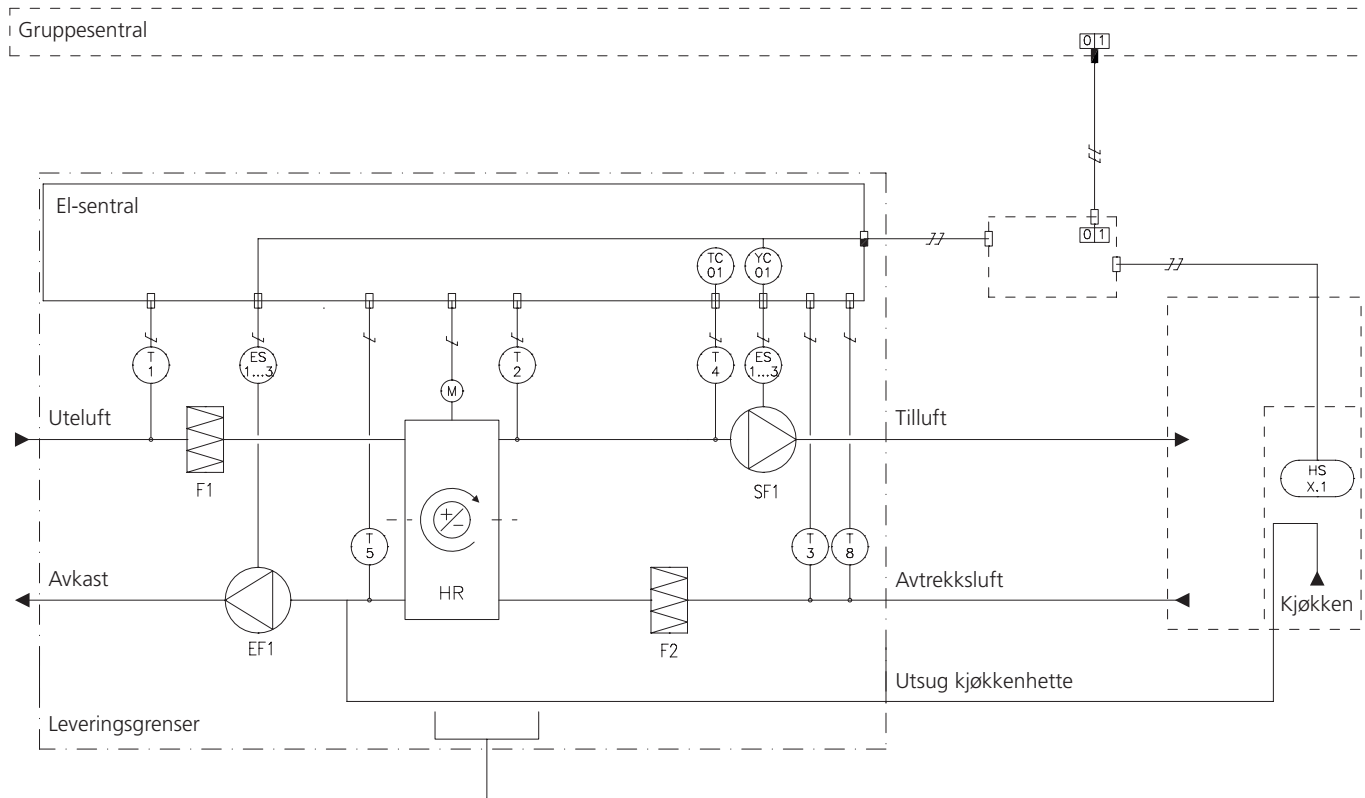 Gruppesentral
0 1
El-sentral
0 1
TC
01
YC
01
T
1
ES
1...3
T
2
T
4
ES
1...3
M
Uteluft
Tilluft
HS
X.1
F1
SF1
+/-
T
5
T
3
T
8
Avkast
HR
Avtrekksluft
Kjøkken
EF1
F2
Utsug kjøkkenhette
Leveringsgrenser